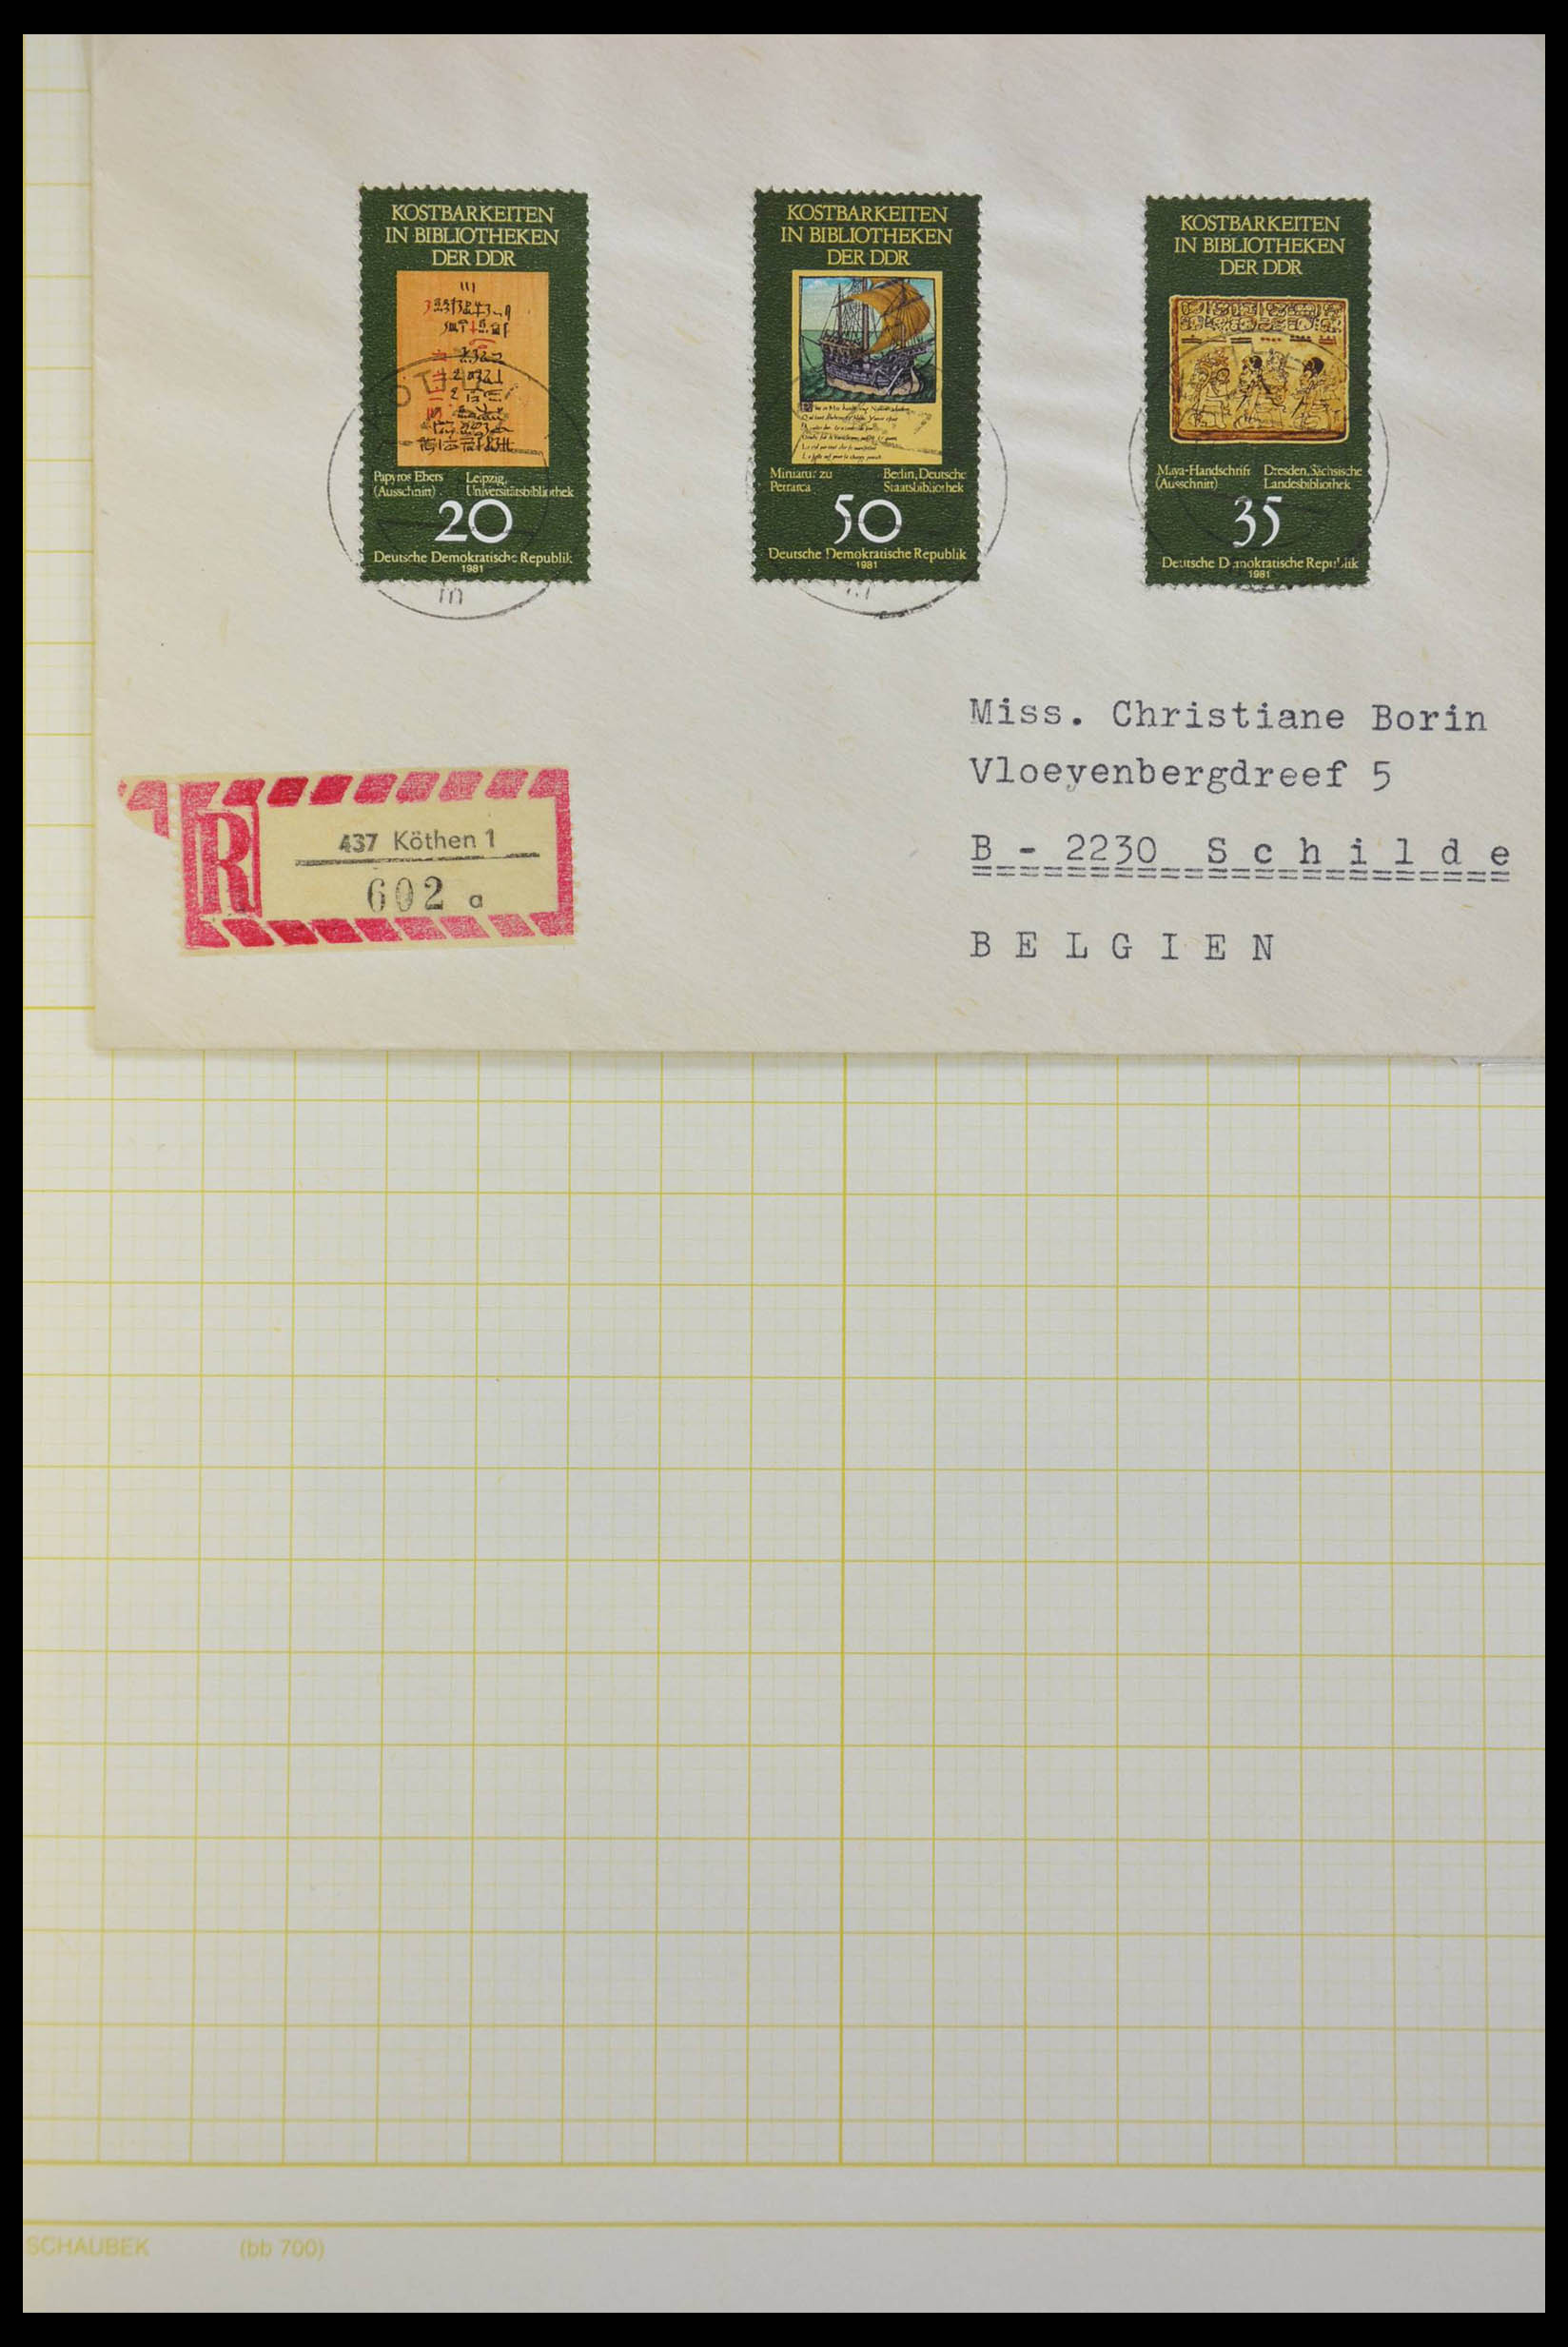 KOSTBARKEITEN
IN BIBLIOTHEKEN
DER DDR
Papyros Ebers
(Ausschnitt)
Leipzig,
Universitätsbibliothek
20
Deutsche Demokratische Republik
1981
KOSTBARKEITEN
IN BIBLIOTHEKEN
DER DDR
Miniatur zu
Petrarca
Berlin, Deutsche
Staatsbibliothek
50
Deutsche Demokratische Republik
1981
KOSTBARKEITEN
IN BIBLIOTHEKEN
DER DDR
Maya-Handschrift
(Ausschnitt)
Dresden, Sächsische
Landesbibliothek
35
Deutsche Demokratische Republik
1981
m
Miss. Christiane Borin
Vloeyenbergdreef 5
B - 2230 S c h i l d e
B E L G I E N
R
437 Köthen 1
602 a
SCHAUBEK (bb 700)